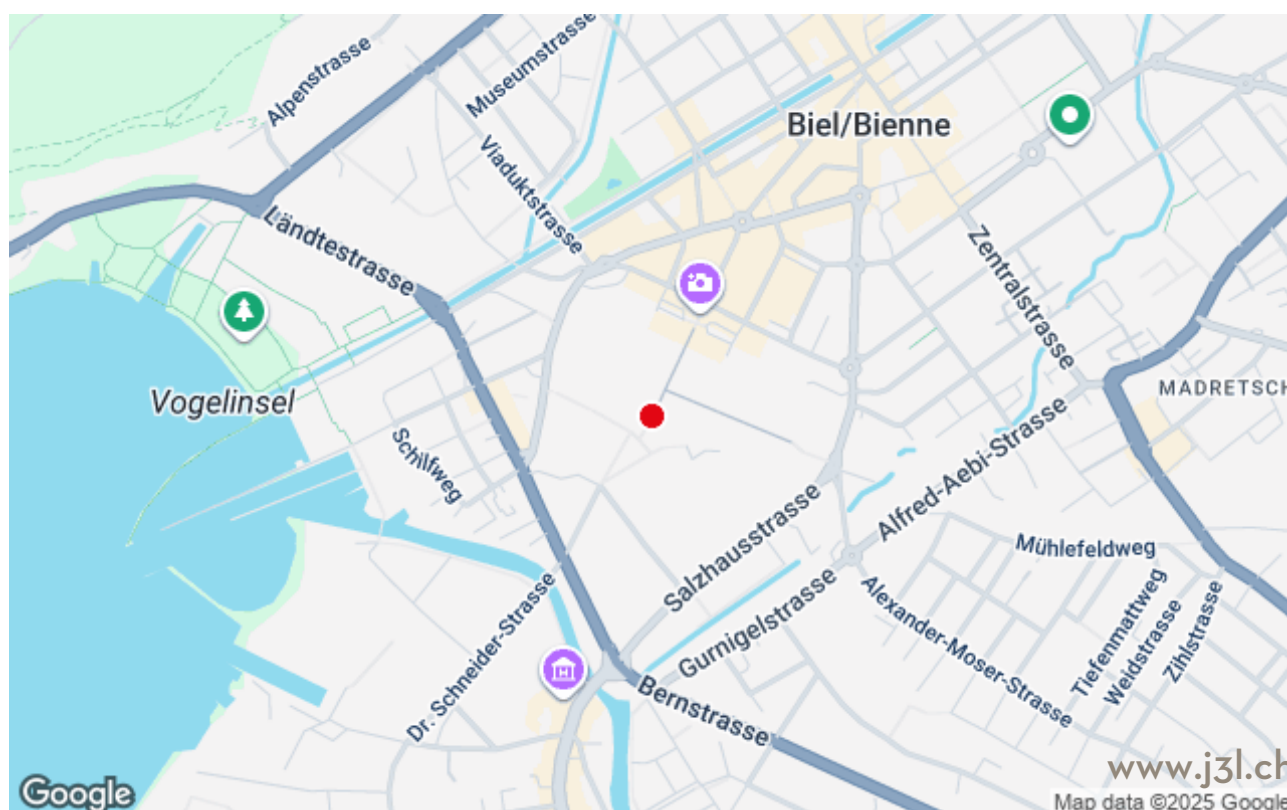 Alpenstrasse
Museumstrasse
Viaduktstrasse
Biel/Bienne
Ländtestrasse
Zentralstrasse
Vogelinsel
MADRETSCH
Schilfweg
Alfred-Aebi-Strasse
Salzhausstrasse
Mühlefeldweg
Gurnigelstrasse
Alexander-Moser-Strasse
Tiefenmattweg
Weidstrasse
Zihlstrasse
Dr. Schneider-Strasse
H
Bernstrasse
www.j3l.ch
Google
Map data ©2025 Google